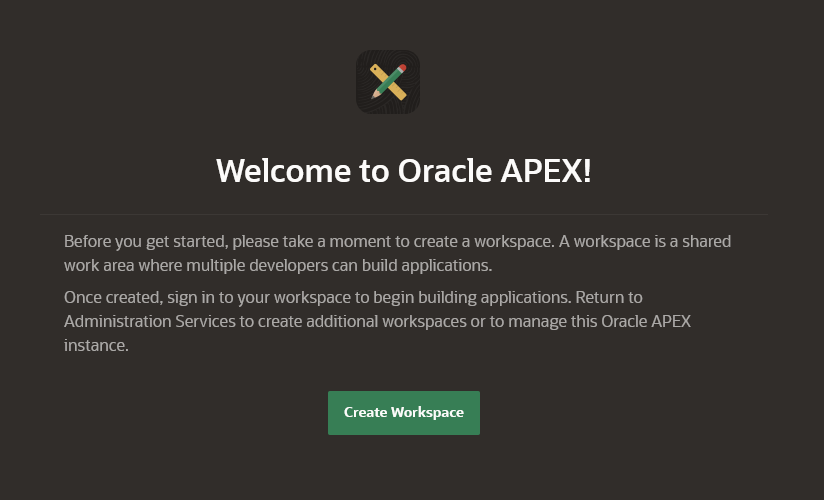 Welcome to Oracle APEX!
Before you get started, please take a moment to create a workspace. A workspace is a shared
work area where multiple developers can build applications.
Once created, sign in to your workspace to begin building applications. Return to
Administration Services to create additional workspaces or to manage this Oracle APEX
instance.
Create Workspace